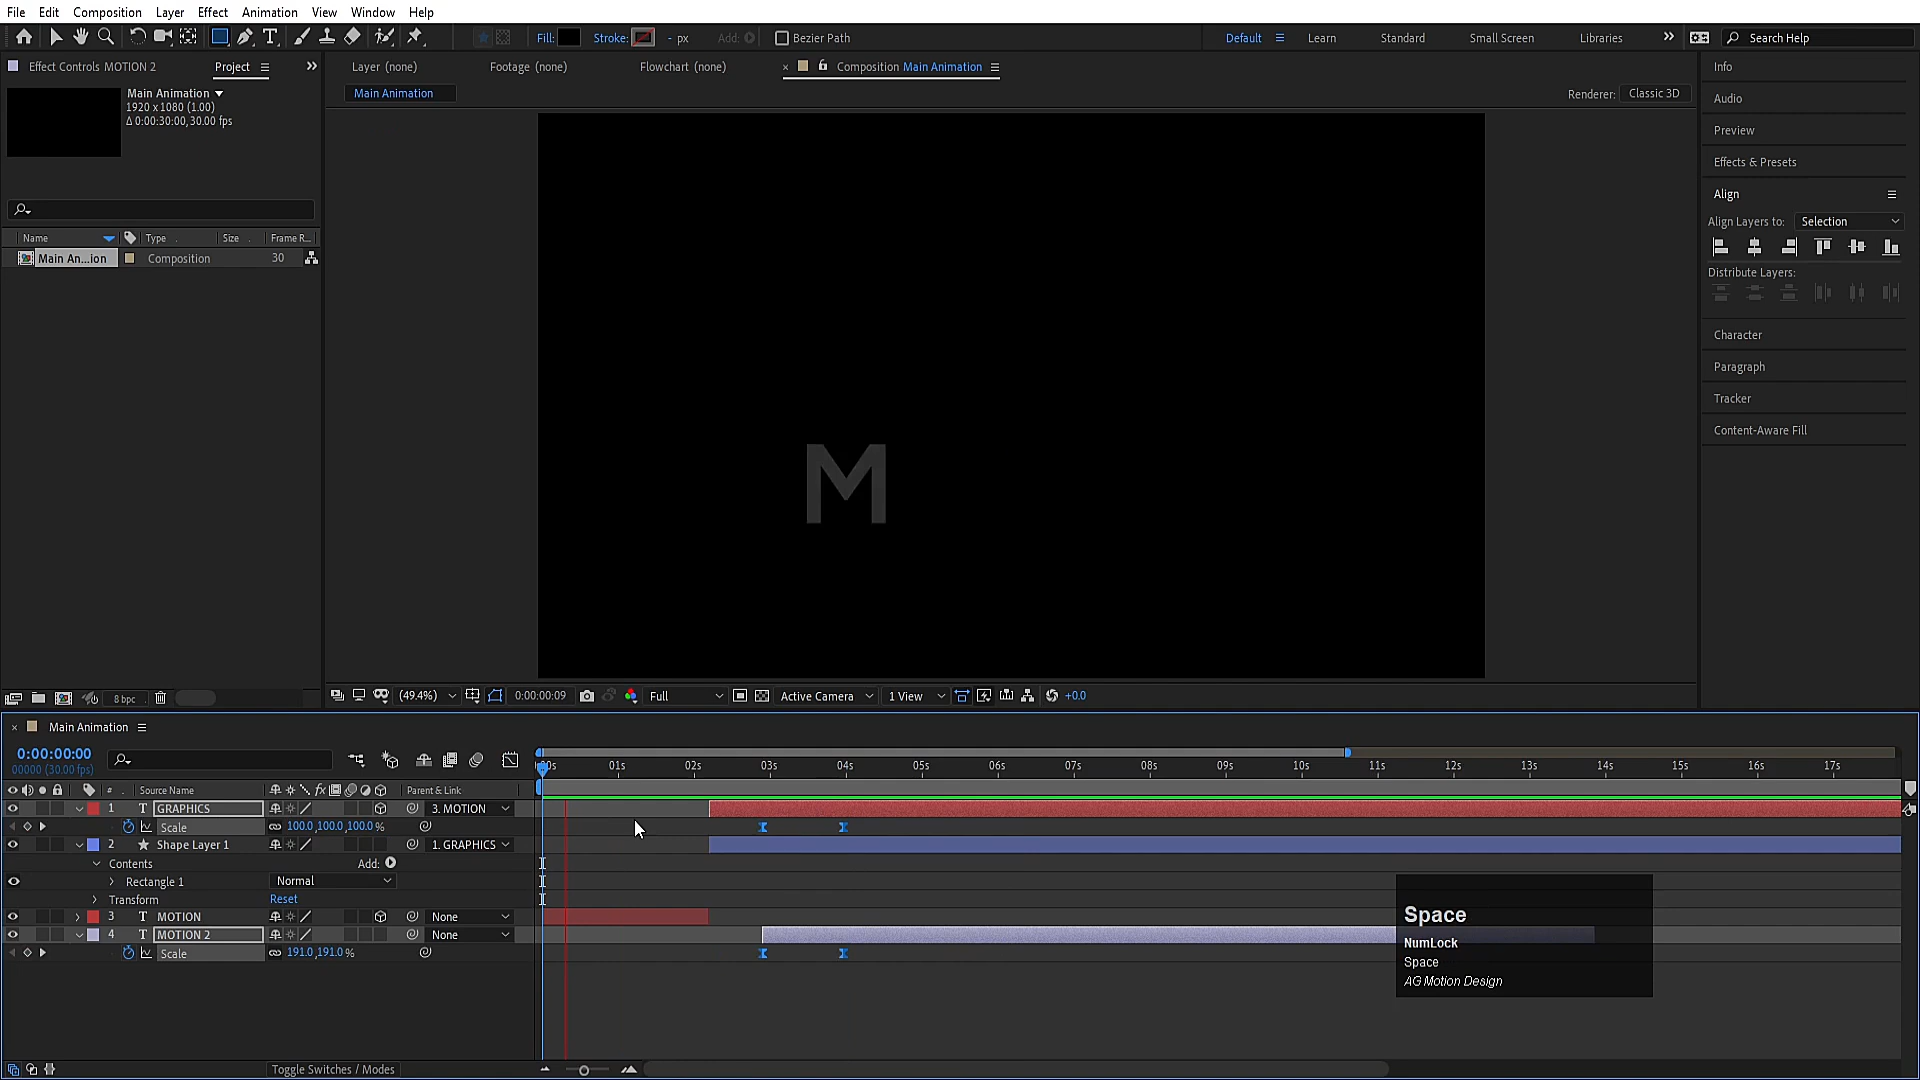 File Edit Composition Layer Effect Animation View Window Help
Fill: Stroke: - px Add: Bezier Path Default Learn Standard Small Screen Libraries Search Help
Effect Controls MOTION 2 Project
Layer (none) Footage (none) Flowchart (none) Composition Main Animation
Main Animation
1920 x 1080 (1.00)
Δ 0:00:30:00, 30.00 fps
Main Animation
Renderer: Classic 3D
Name Type Size Frame R...
Main An...ion Composition 30
8 bpc
M
(49.4%) 0:00:00:09 Full Active Camera 1 View +0.0
Info
Audio
Preview
Effects & Presets
Align
Align Layers to: Selection
Distribute Layers:
Character
Paragraph
Tracker
Content-Aware Fill
Main Animation
0:00:00:00
00000 (30.00 fps)
:00s 01s 02s 03s 04s 05s 06s 07s 08s 09s 10s 11s 12s 13s 14s 15s 16s 17s
# Source Name fx Parent & Link
1 T GRAPHICS 3. MOTION
Scale 100.0,100.0,100.0%
2 Shape Layer 1 1. GRAPHICS
Contents Add:
Rectangle 1 Normal
Transform Reset
3 T MOTION None
4 T MOTION 2 None
Scale 191.0,191.0%
Space
NumLock
Space
AG Motion Design
Toggle Switches / Modes